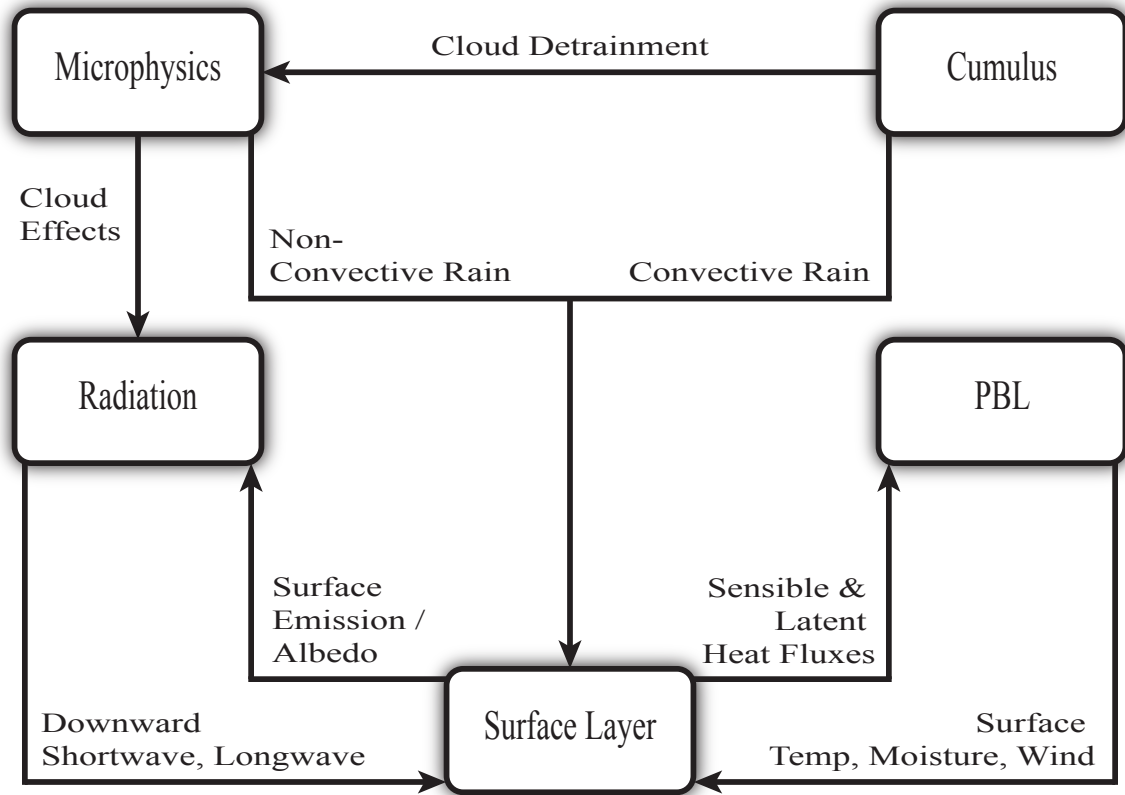 Microphysics
Cloud Detrainment
Cumulus
Cloud
Effects
Non-
Convective Rain
Convective Rain
Radiation
PBL
Surface
Emission /
Albedo
Sensible &
Latent
Heat Fluxes
Surface Layer
Downward
Shortwave, Longwave
Surface
Temp, Moisture, Wind